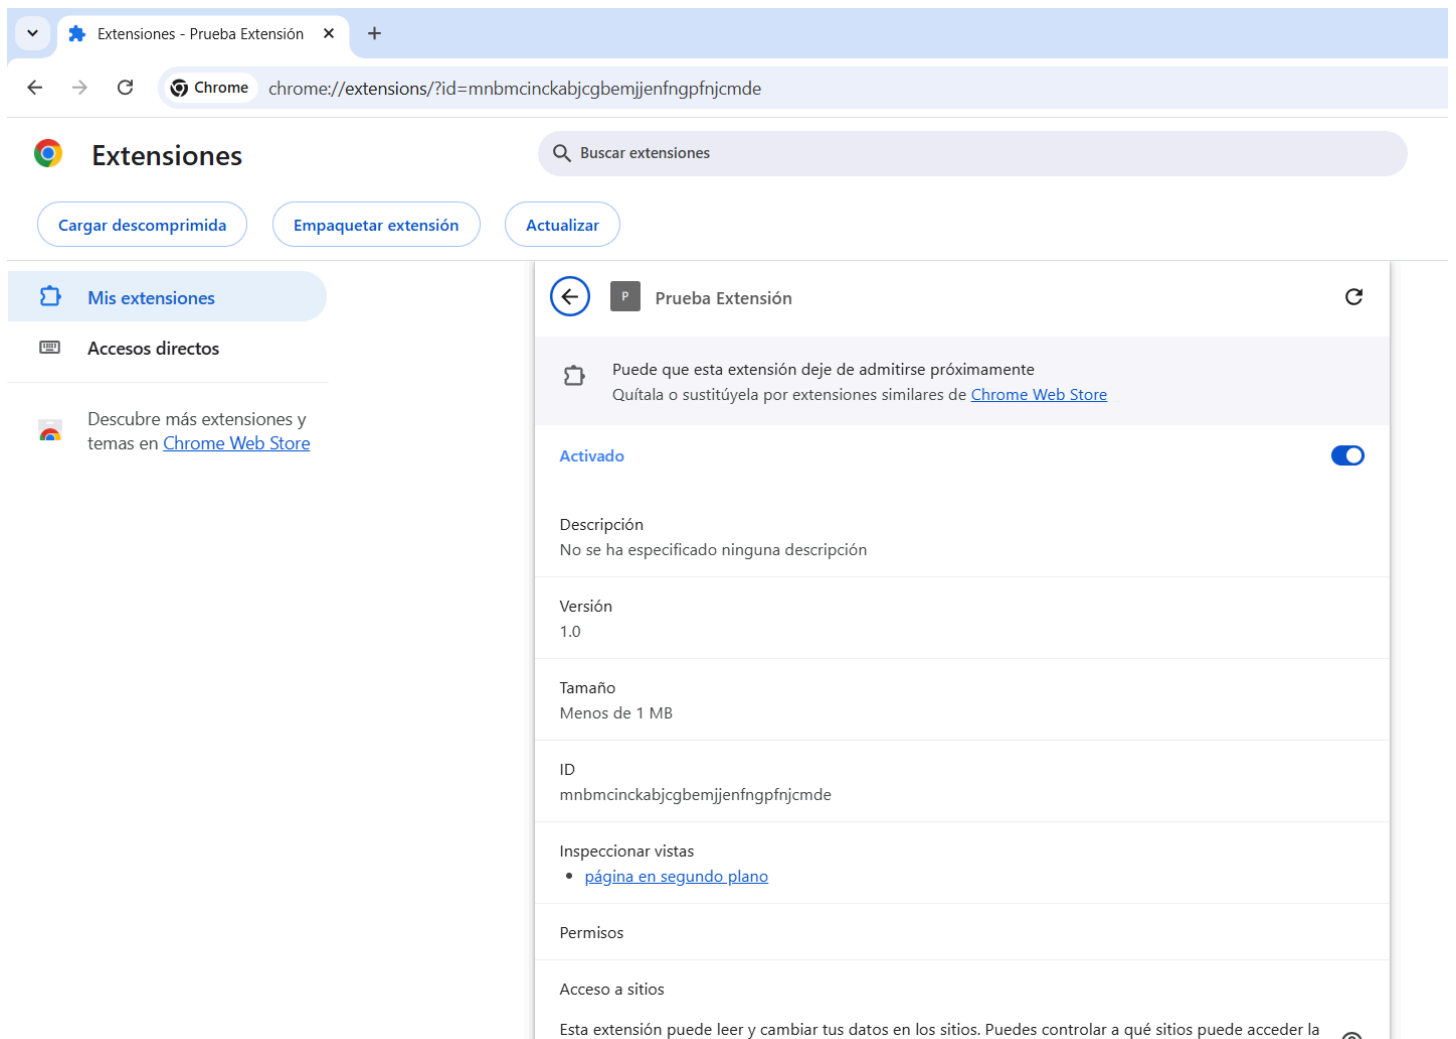 Extensiones - Prueba Extensión
Chrome
chrome://extensions/?id=mnbmcinckabjcgbemjjenfngpfnjcmde
Extensiones
Buscar extensiones
Cargar descomprimida
Empaquetar extensión
Actualizar
Mis extensiones
Accesos directos
Descubre más extensiones y
temas en Chrome Web Store
P
Prueba Extensión
Puede que esta extensión deje de admitirse próximamente
Quítala o sustitúyela por extensiones similares de Chrome Web Store
Activado
Descripción
No se ha especificado ninguna descripción
Versión
1.0
Tamaño
Menos de 1 MB
ID
mnbmcinckabjcgbemjjenfngpfnjcmde
Inspeccionar vistas
• página en segundo plano
Permisos
Acceso a sitios
Esta extensión puede leer y cambiar tus datos en los sitios. Puedes controlar a qué sitios puede acceder la